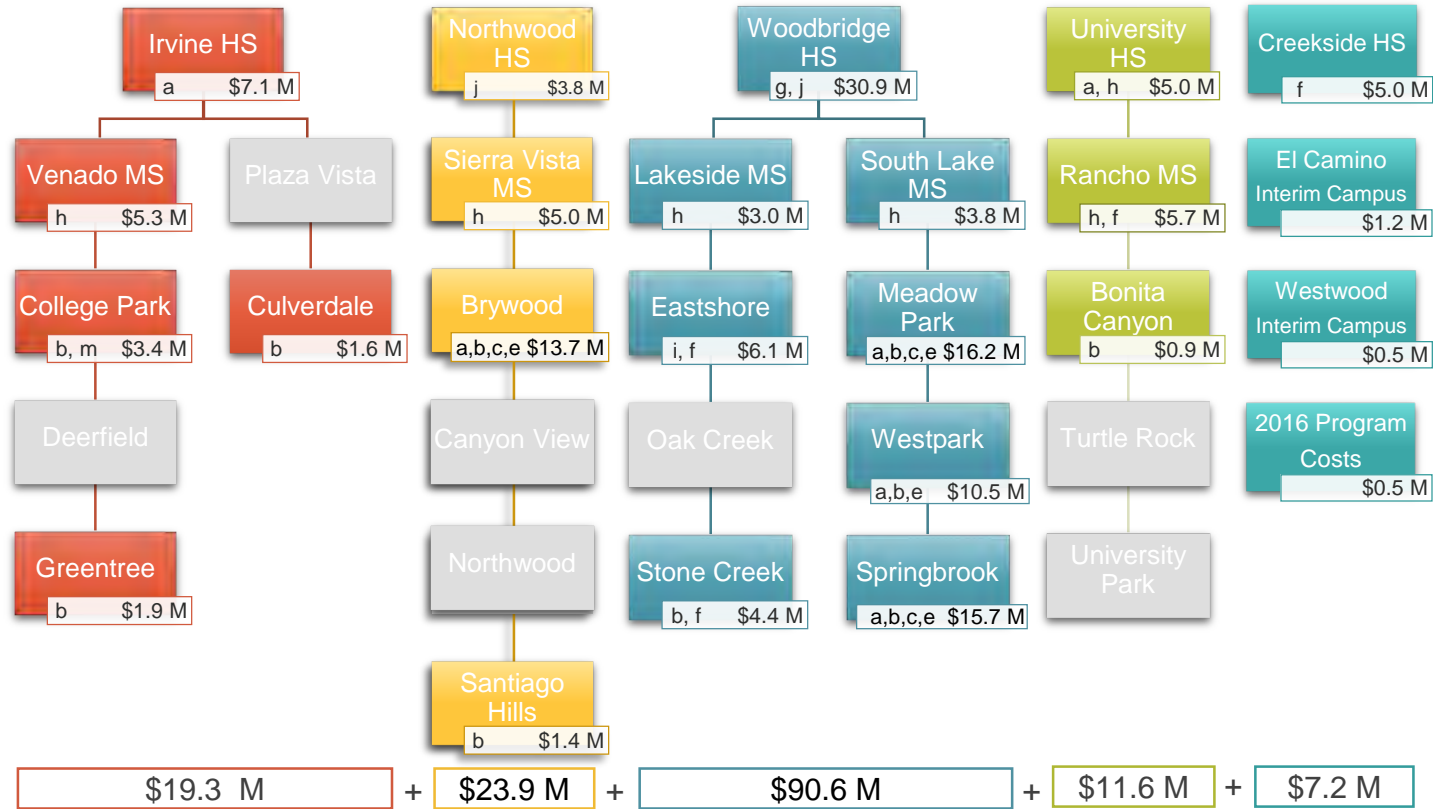 Irvine HS
a $7.1 M
Northwood
HS
j $3.8 M
Woodbridge
HS
g, j $30.9 M
University
HS
a, h $5.0 M
Creekside HS
f $5.0 M
Venado MS
h $5.3 M
Plaza Vista
Sierra Vista
MS
h $5.0 M
Lakeside MS
h $3.0 M
South Lake
MS
h $3.8 M
Rancho MS
h, f $5.7 M
El Camino
Interim Campus
$1.2 M
College Park
b, m $3.4 M
Culverdale
b $1.6 M
Brywood
a,b,c,e $13.7 M
Eastshore
i, f $6.1 M
Meadow
Park
a,b,c,e $16.2 M
Bonita
Canyon
b $0.9 M
Westwood
Interim Campus
$0.5 M
Deerfield
Canyon View
Oak Creek
Westpark
a,b,e $10.5 M
Turtle Rock
2016 Program
Costs
$0.5 M
Greentree
b $1.9 M
Northwood
Stone Creek
b, f $4.4 M
Springbrook
a,b,c,e $15.7 M
University
Park
Santiago
Hills
b $1.4 M
$19.3 M + $23.9 M + $90.6 M + $11.6 M + $7.2 M